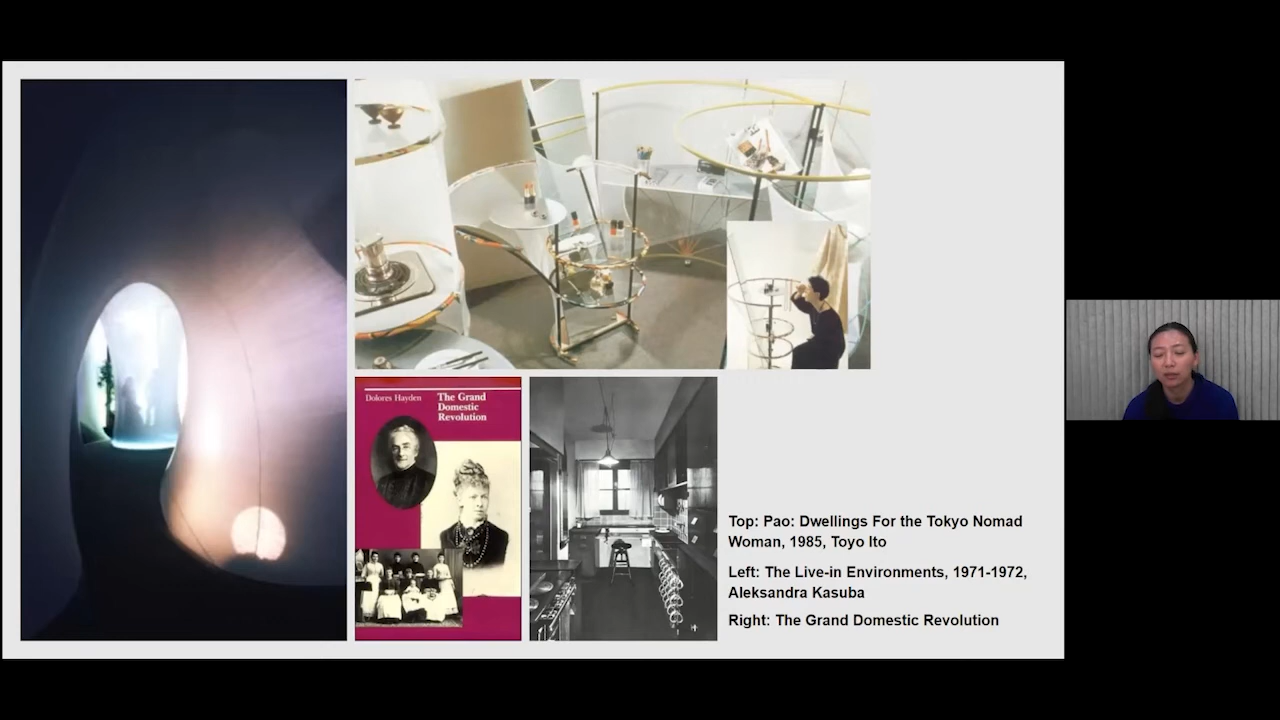 Dolores Hayden
The Grand
Domestic
Revolution
Top: Pao: Dwellings For the Tokyo Nomad
Woman, 1985, Toyo Ito
Left: The Live-in Environments, 1971-1972,
Aleksandra Kasuba
Right: The Grand Domestic Revolution